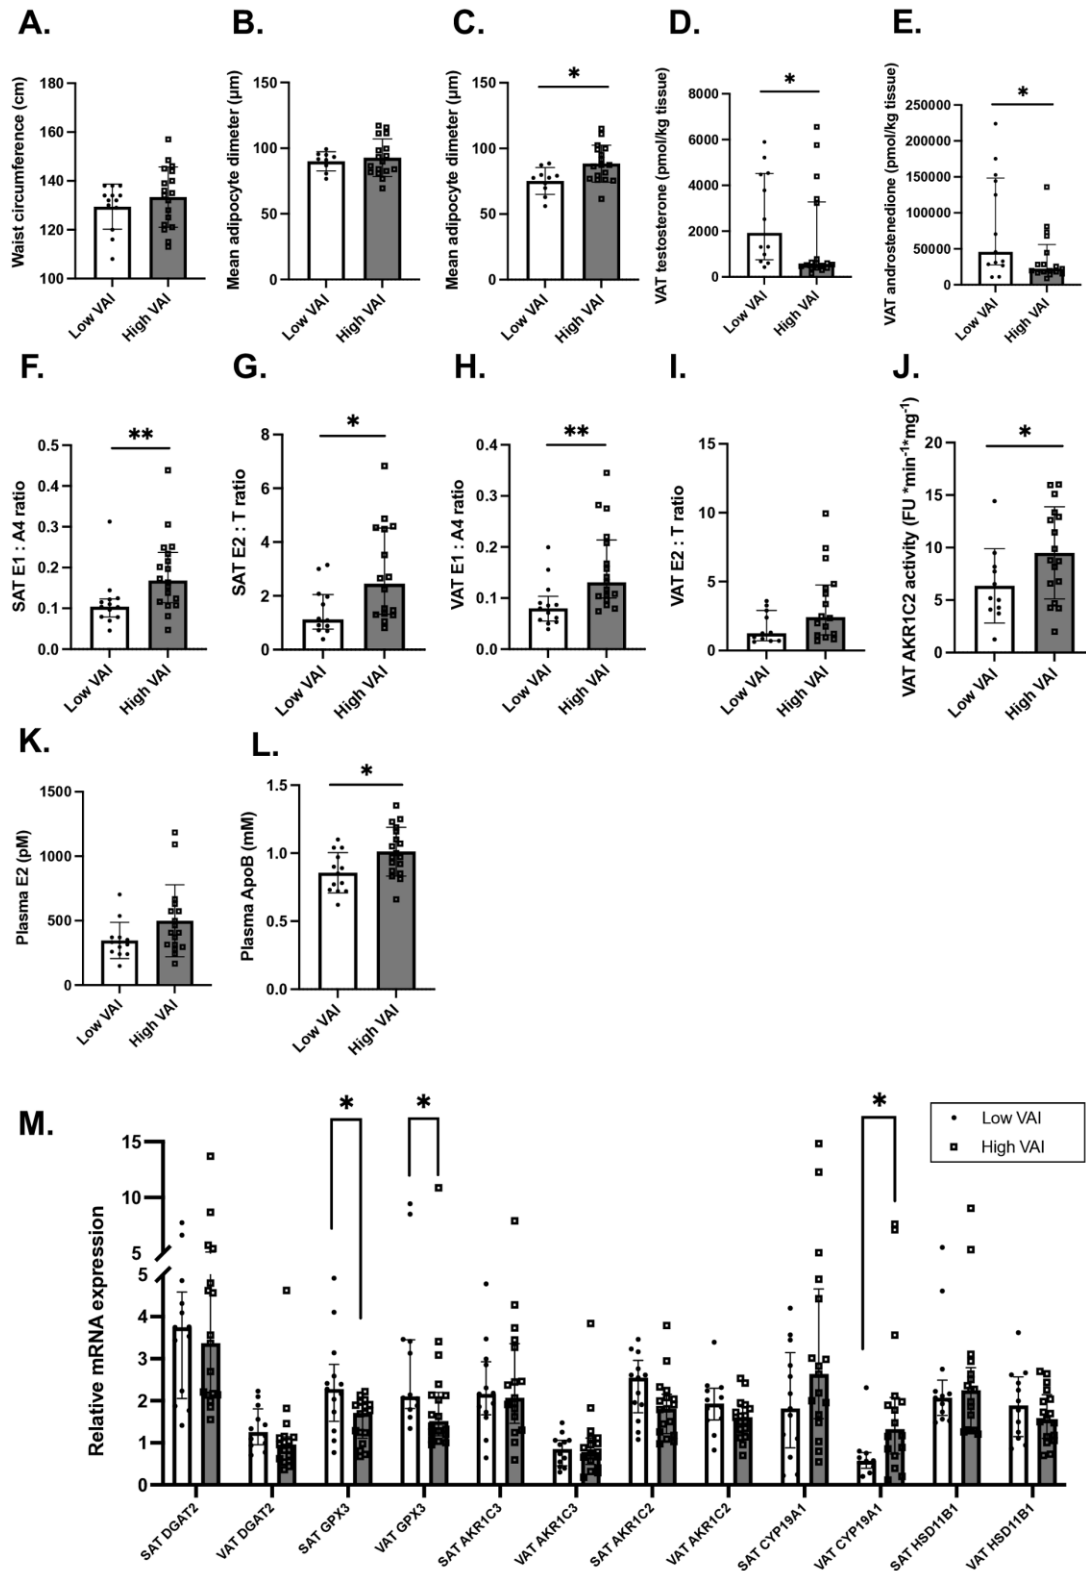 A.
Waist circumference (cm)
180
160
140
120
100
Low VAI
High VAI
B.
Mean adipocyte dimeter (μm)
150
100
50
0
Low VAI
High VAI
C.
Mean adipocyte dimeter (μm)
150
100
50
0
*
Low VAI
High VAI
D.
VAT testosterone (pmol/kg tissue)
8000
6000
4000
2000
0
*
Low VAI
High VAI
E.
VAT androstenedione (pmol/kg tissue)
250000
200000
150000
100000
50000
0
*
Low VAI
High VAI
F.
SAT E1 : A4 ratio
0.5
0.4
0.3
0.2
0.1
0.0
**
Low VAI
High VAI
G.
SAT E2 : T ratio
8
6
4
2
0
*
Low VAI
High VAI
H.
VAT E1 : A4 ratio
0.4
0.3
0.2
0.1
0.0
**
Low VAI
High VAI
I.
VAT E2 : T ratio
15
10
5
0
Low VAI
High VAI
J.
VAT AKR1C2 activity (FU *min⁻¹*mg⁻¹)
20
15
10
5
0
*
Low VAI
High VAI
K.
Plasma E2 (pM)
1500
1000
500
0
Low VAI
High VAI
L.
Plasma ApoB (mM)
1.5
1.0
0.5
0.0
*
Low VAI
High VAI
M.
Relative mRNA expression
15
10
5
5
4
3
2
1
0
*
*
*
Low VAI
High VAI
SAT DGAT2
VAT DGAT2
SAT GPX3
VAT GPX3
SAT AKR1C3
VAT AKR1C3
SAT AKR1C2
VAT AKR1C2
SAT CYP19A1
VAT CYP19A1
SAT HSD11B1
VAT HSD11B1